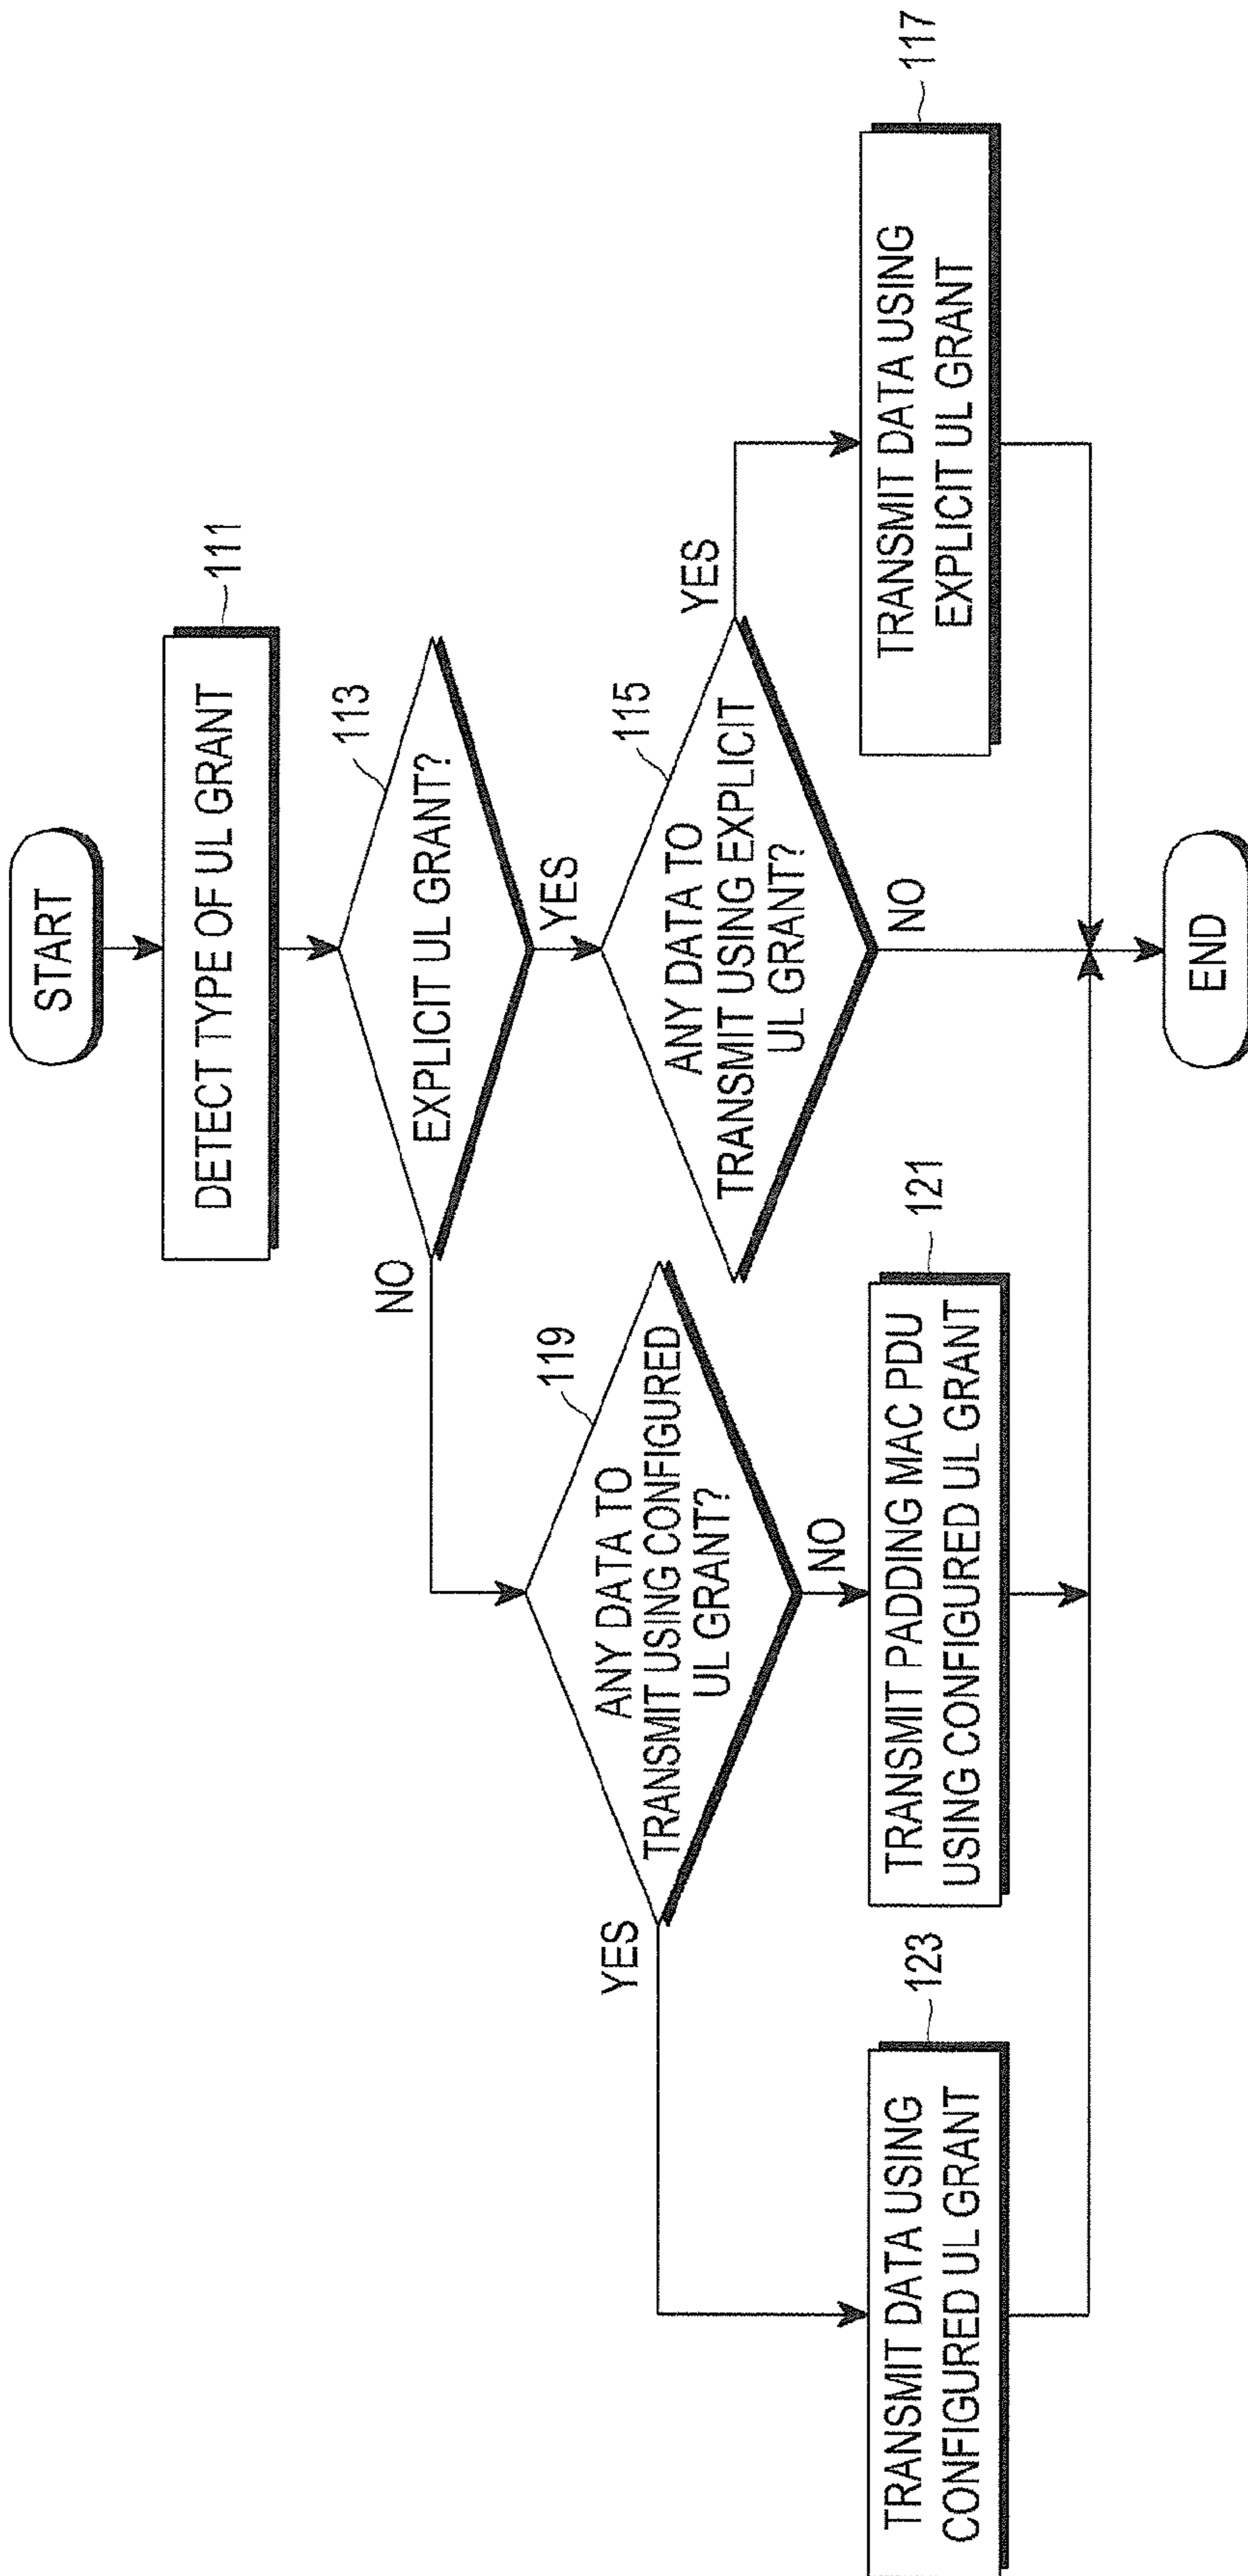 START
DETECT TYPE OF UL GRANT
111
EXPLICIT UL GRANT?
113
NO
YES
ANY DATA TO
TRANSMIT USING CONFIGURED
UL GRANT?
119
ANY DATA TO
TRANSMIT USING EXPLICIT
UL GRANT?
115
YES
NO
NO
YES
TRANSMIT DATA USING
CONFIGURED UL GRANT
123
TRANSMIT PADDING MAC PDU
USING CONFIGURED UL GRANT
121
TRANSMIT DATA USING
EXPLICIT UL GRANT
117
END